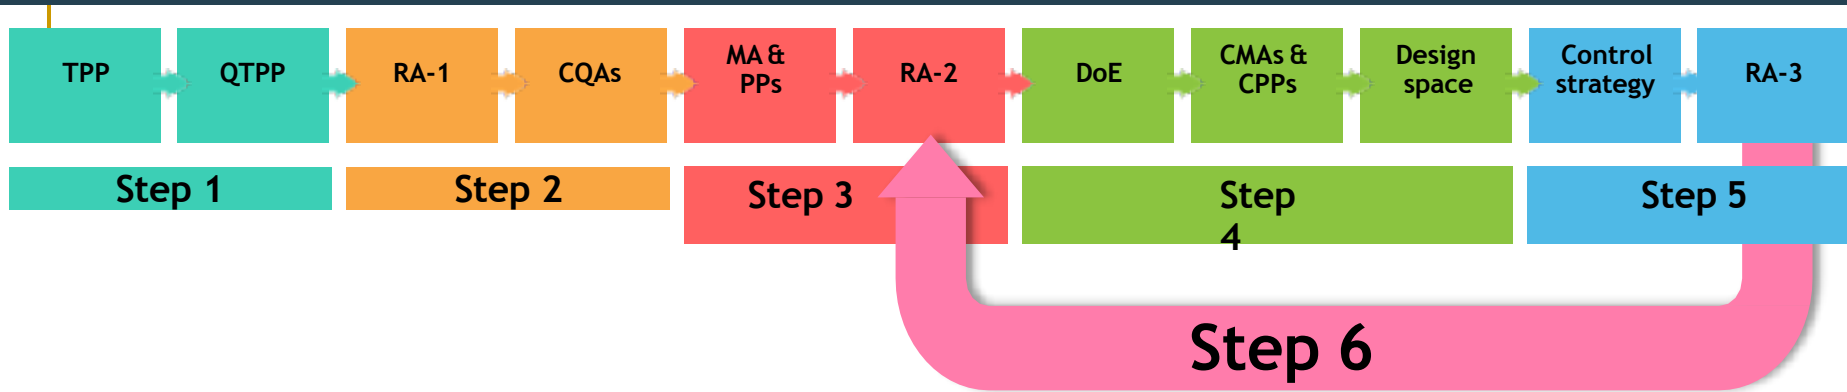 TPP
QTPP
RA-1
CQAs
MA &
PPs
RA-2
DoE
CMAs &
CPPs
Design
space
Control
strategy
RA-3
Step 1
Step 2
Step 3
Step
4
Step 5
Step 6